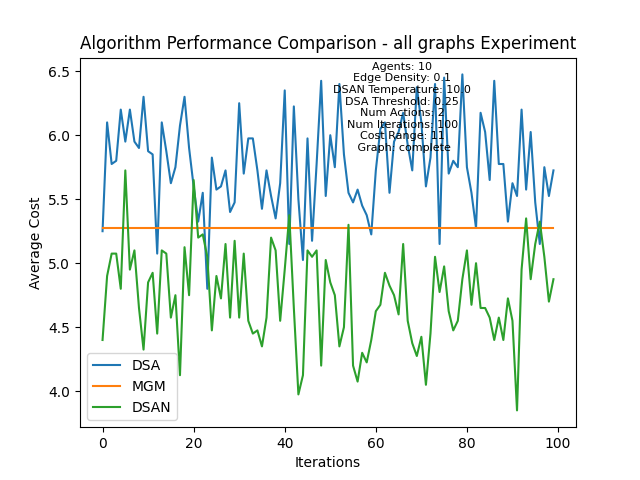 Algorithm Performance Comparison - all graphs Experiment
Agents: 10
Edge Density: 0.1
DSAN Temperature: 10.0
DSA Threshold: 0.25
Num Actions: 2
Num Iterations: 100
Cost Range: 11
Graph: complete
Average Cost
6.5
6.0
5.5
5.0
4.5
4.0
DSA
MGM
DSAN
0
20
40
60
80
100
Iterations